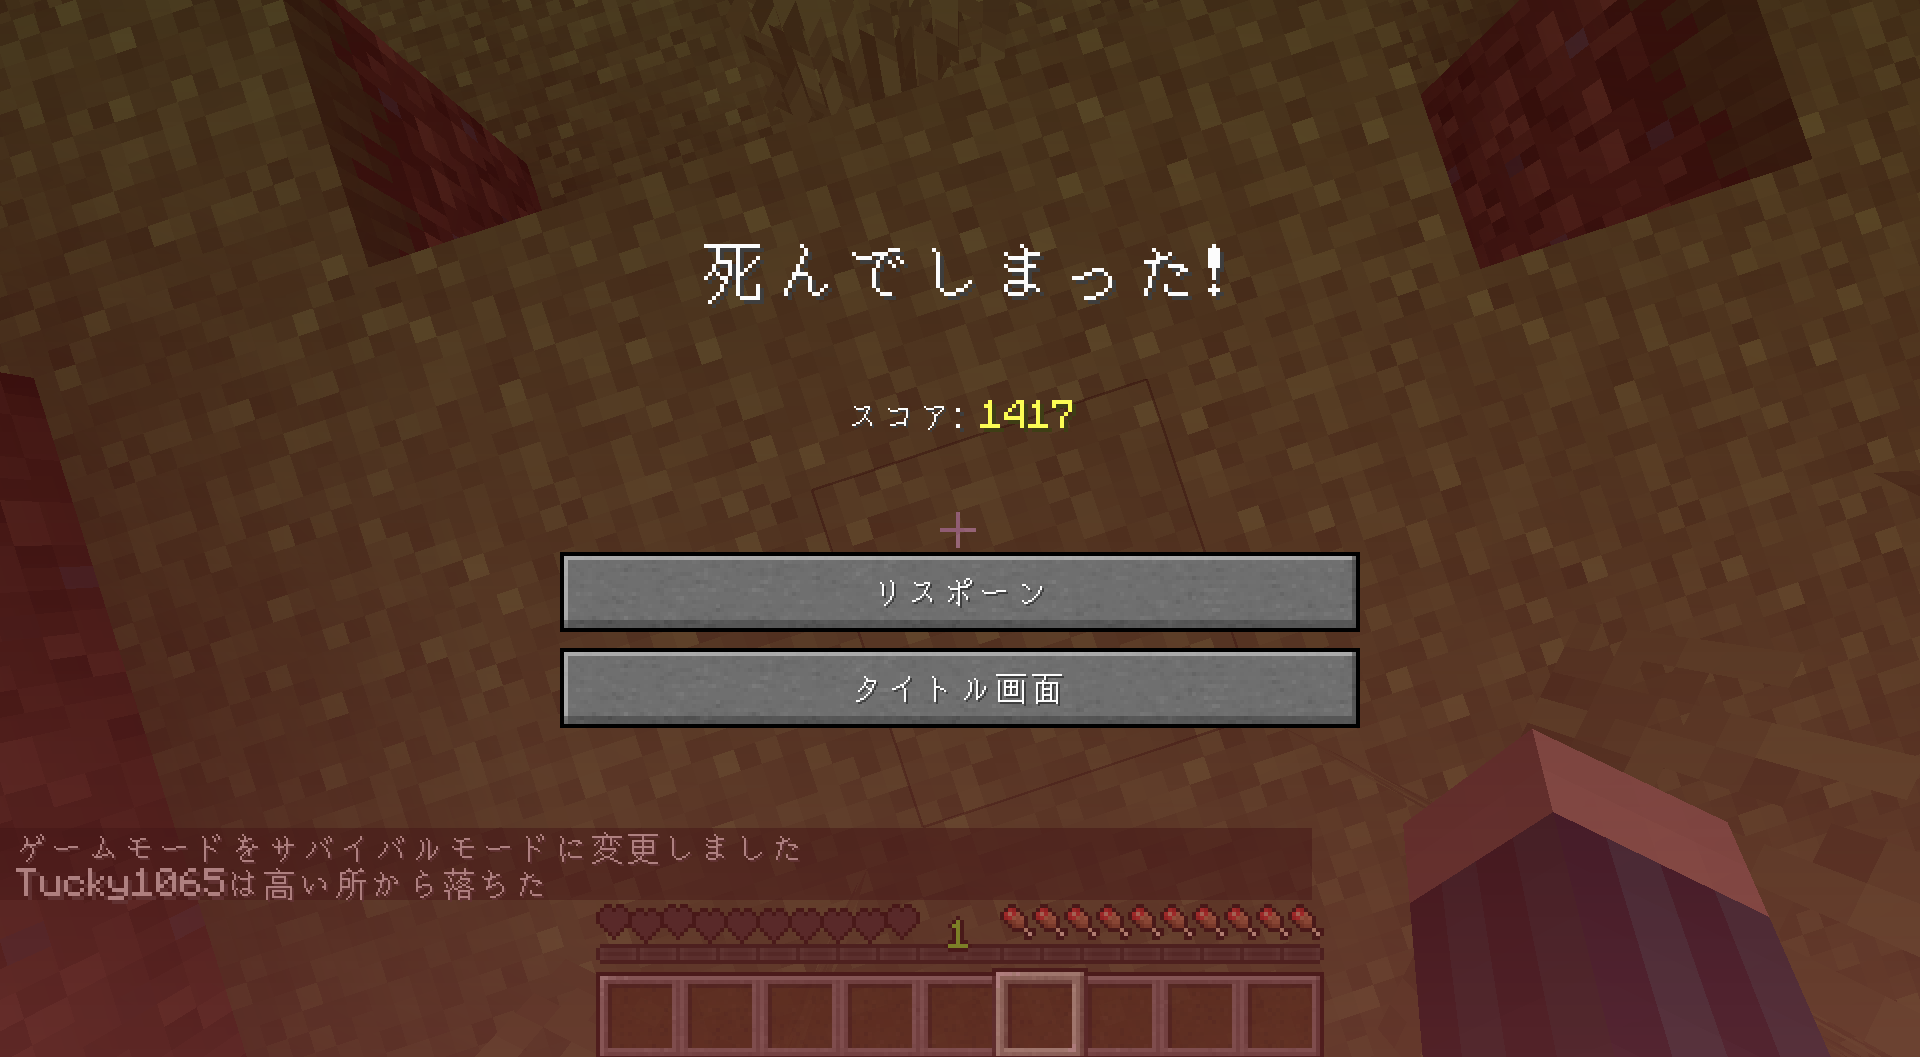 死んでしまった!
スコア: 1417
リスポーン
タイトル画面
ゲームモードをサバイバルモードに変更しました
Tucky1065は高い所から落ちた
1